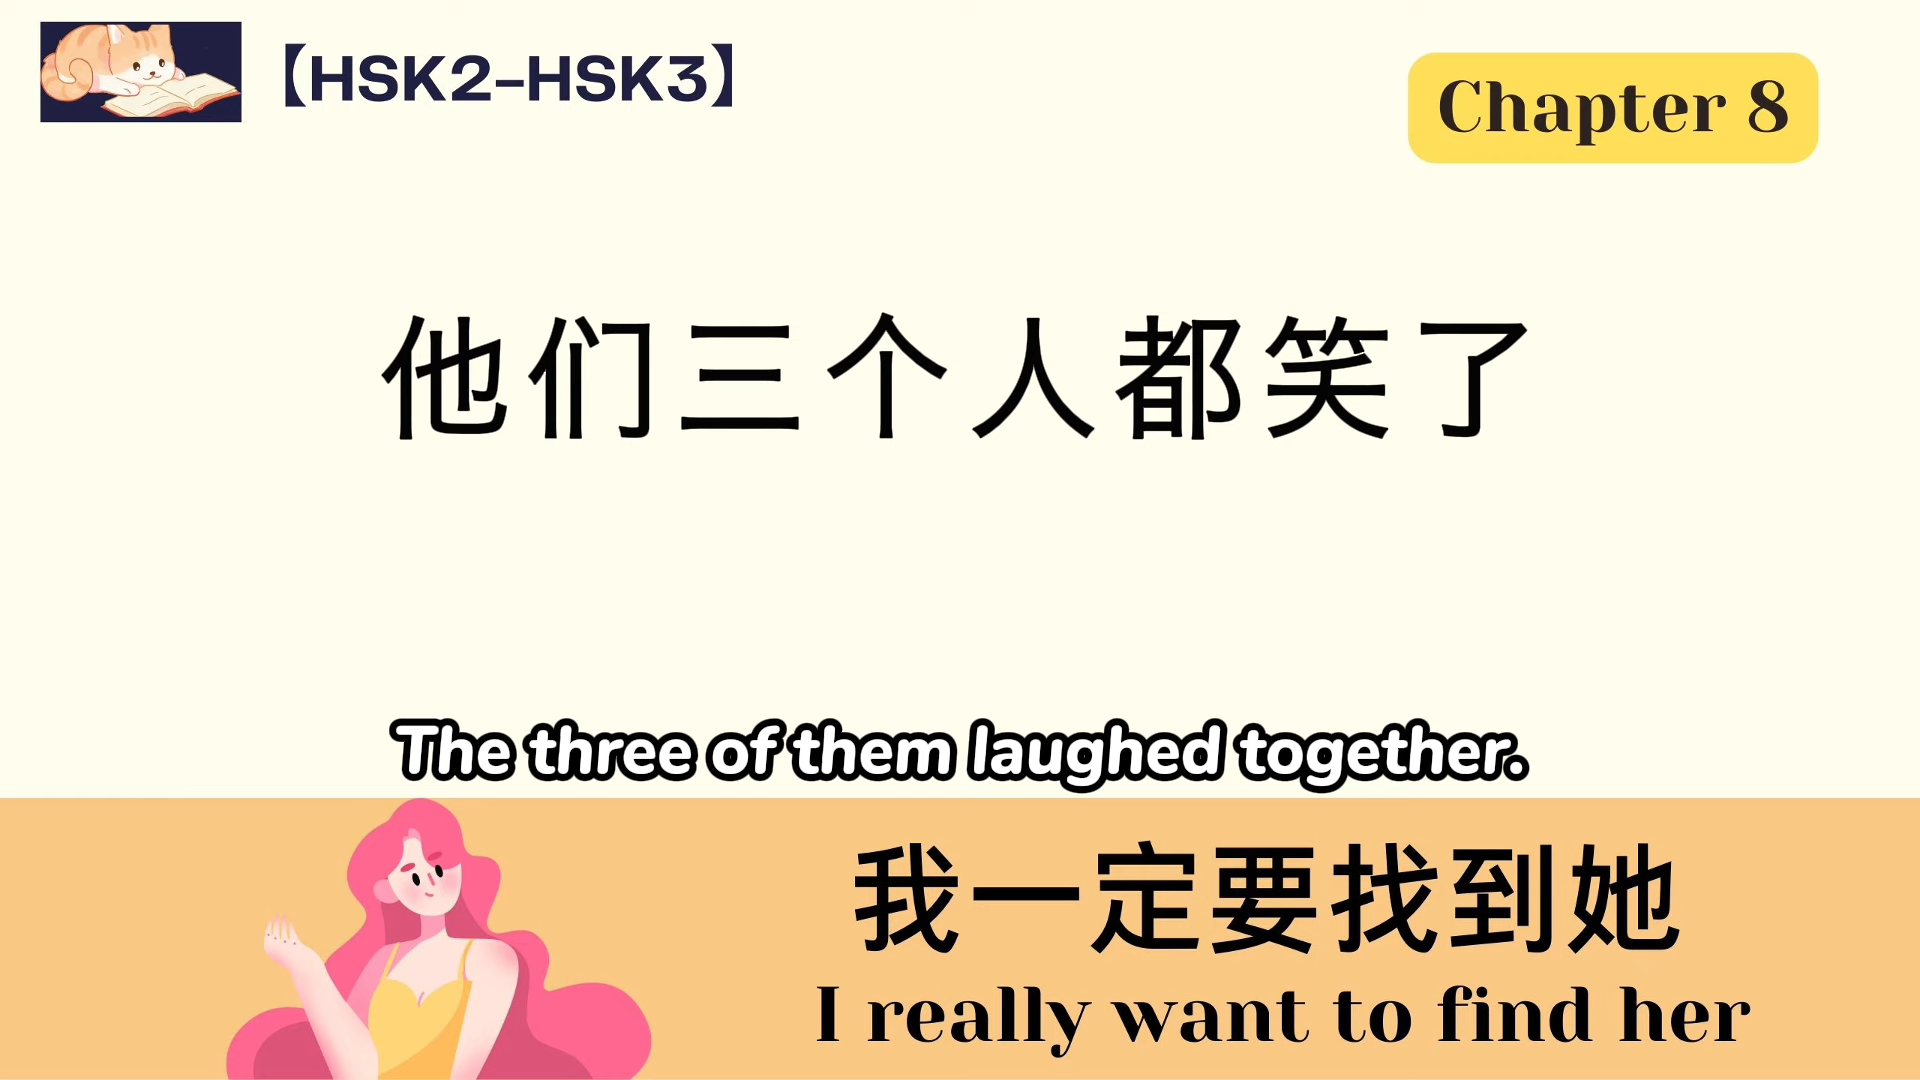 【HSK2-HSK3】
Chapter 8
他们三个人都笑了
The three of them laughed together.
我一定要找到她
I really want to find her